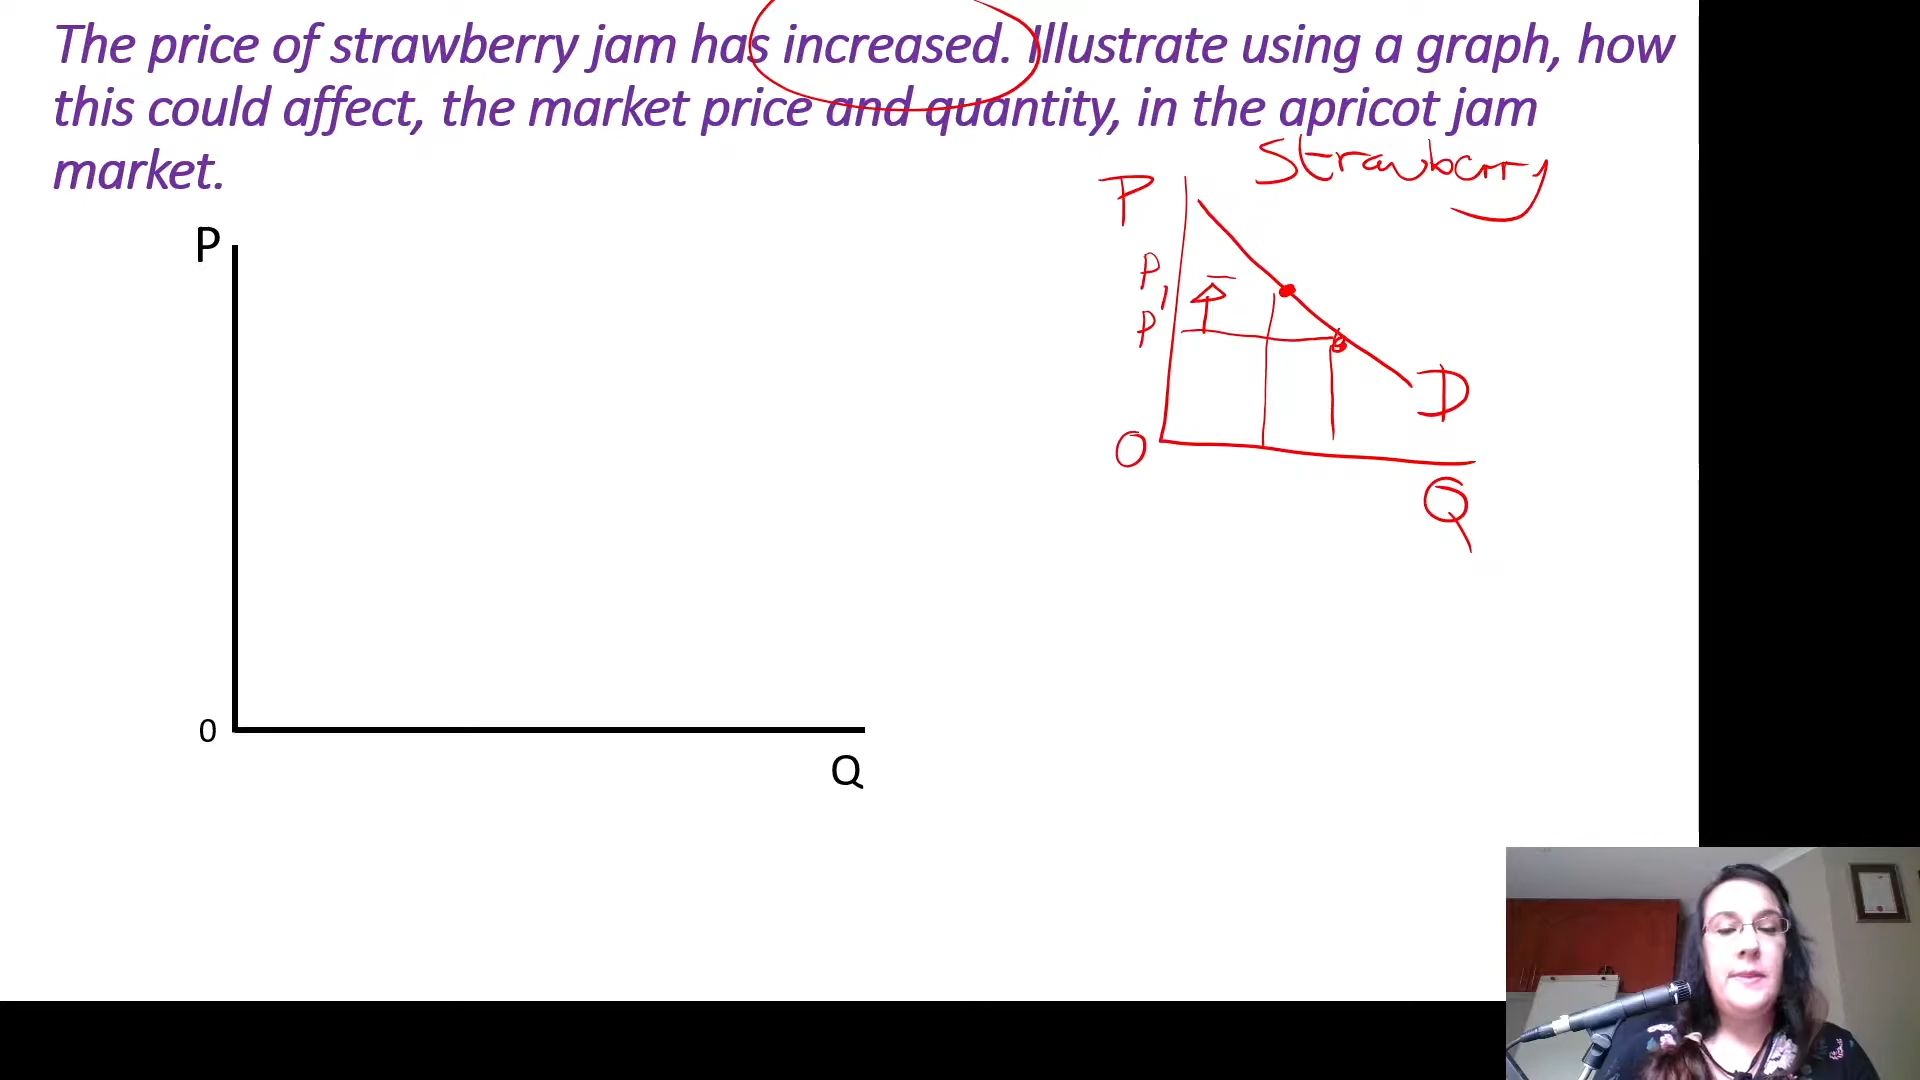 The price of strawberry jam has increased. Illustrate using a graph, how
this could affect, the market price and quantity, in the apricot jam
market.
Strawberry
P
P
P1
P
D
O
Q
0
Q